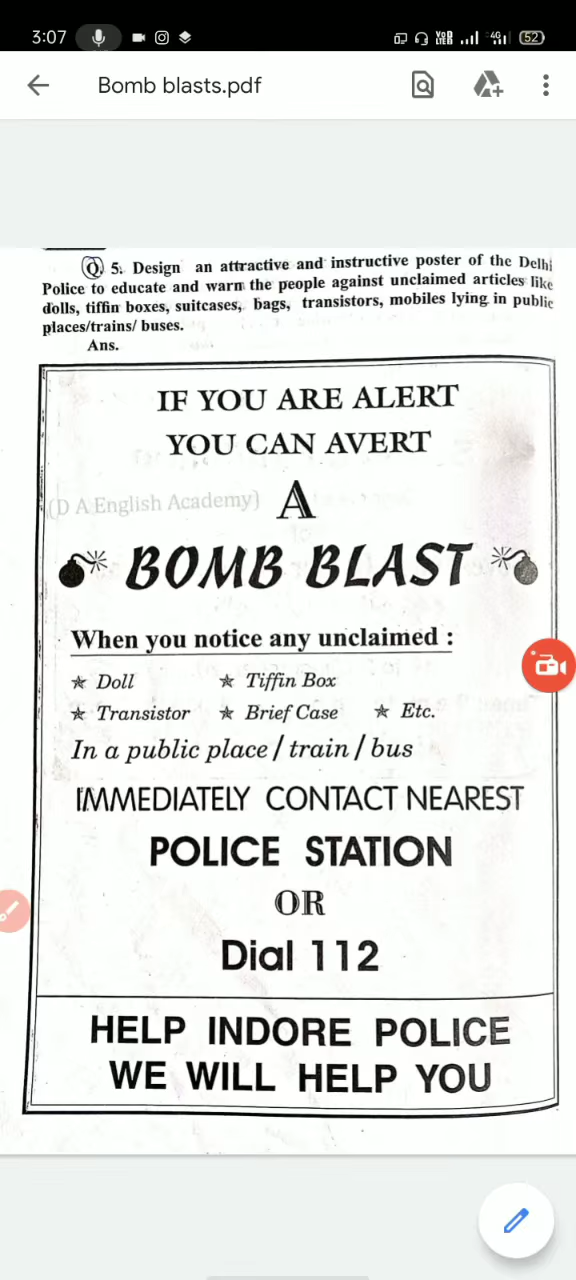 3:07
VoD
LTE
4G
52
Bomb blasts.pdf
Q. 5. Design an attractive and instructive poster of the Delhi
Police to educate and warn the people against unclaimed articles like
dolls, tiffin boxes, suitcases, bags, transistors, mobiles lying in public
places/trains/ buses.
Ans.
IF YOU ARE ALERT
YOU CAN AVERT
(D A English Academy) A
BOMB BLAST
When you notice any unclaimed :
★ Doll ★ Tiffin Box
★ Transistor ★ Brief Case ★ Etc.
In a public place / train / bus
IMMEDIATELY CONTACT NEAREST
POLICE STATION
OR
Dial 112
HELP INDORE POLICE
WE WILL HELP YOU